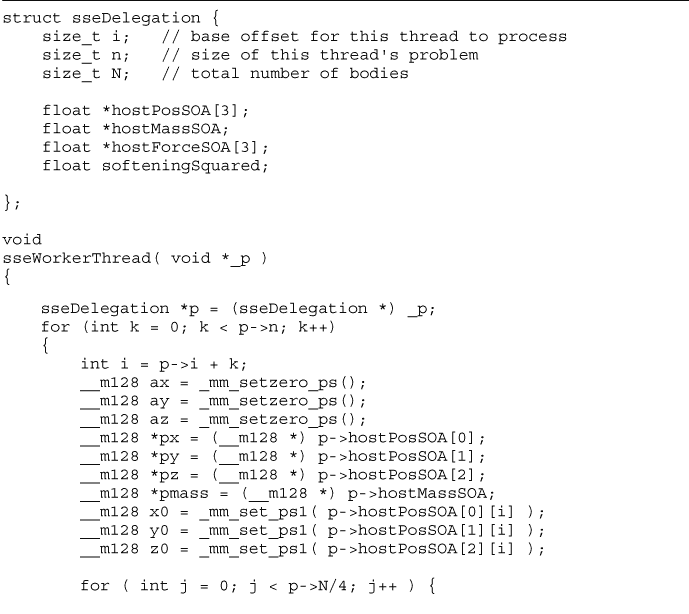 struct sseDelegation {
    size_t i;   // base offset for this thread to process
    size_t n;   // size of this thread's problem
    size_t N;   // total number of bodies
    float *hostPosSOA[3];
    float *hostMassSOA;
    float *hostForceSOA[3];
    float softeningSquared;
};
void
sseWorkerThread( void *_p )
{
    sseDelegation *p = (sseDelegation *) _p;
    for (int k = 0; k < p->n; k++)
    {
        int i = p->i + k;
        __m128 ax = _mm_setzero_ps();
        __m128 ay = _mm_setzero_ps();
        __m128 az = _mm_setzero_ps();
        __m128 *px = (__m128 *) p->hostPosSOA[0];
        __m128 *py = (__m128 *) p->hostPosSOA[1];
        __m128 *pz = (__m128 *) p->hostPosSOA[2];
        __m128 *pmass = (__m128 *) p->hostMassSOA;
        __m128 x0 = _mm_set_ps1( p->hostPosSOA[0][i] );
        __m128 y0 = _mm_set_ps1( p->hostPosSOA[1][i] );
        __m128 z0 = _mm_set_ps1( p->hostPosSOA[2][i] );
        for ( int j = 0; j < p->N/4; j++ ) {